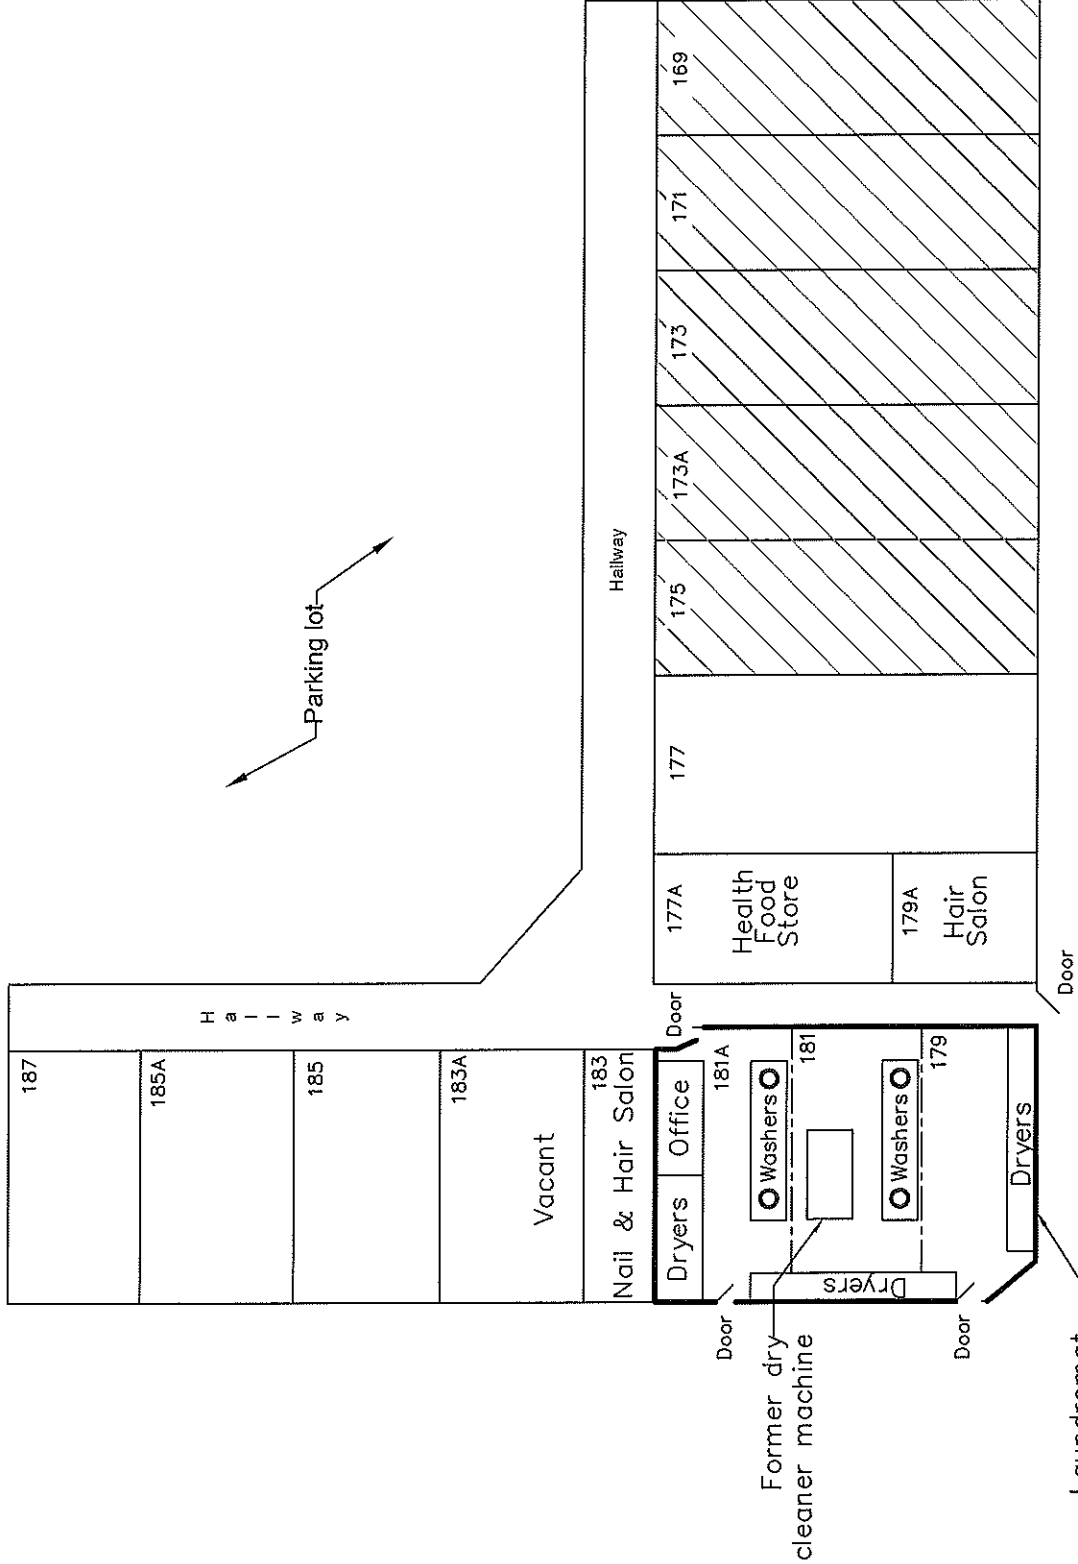 187
185A
185
183A
Vacant
183
Nail & Hair Salon
H
a
l
l
w
a
y
Parking lot
Hallway
169
171
173
173A
175
177
177A
Health
Food
Store
179A
Hair
Salon
Door
Door
Dryers
Office
181A
Washers
181
Washers
179
Dryers
Dryers
Door
Door
Former dry
cleaner machine
Laundromat